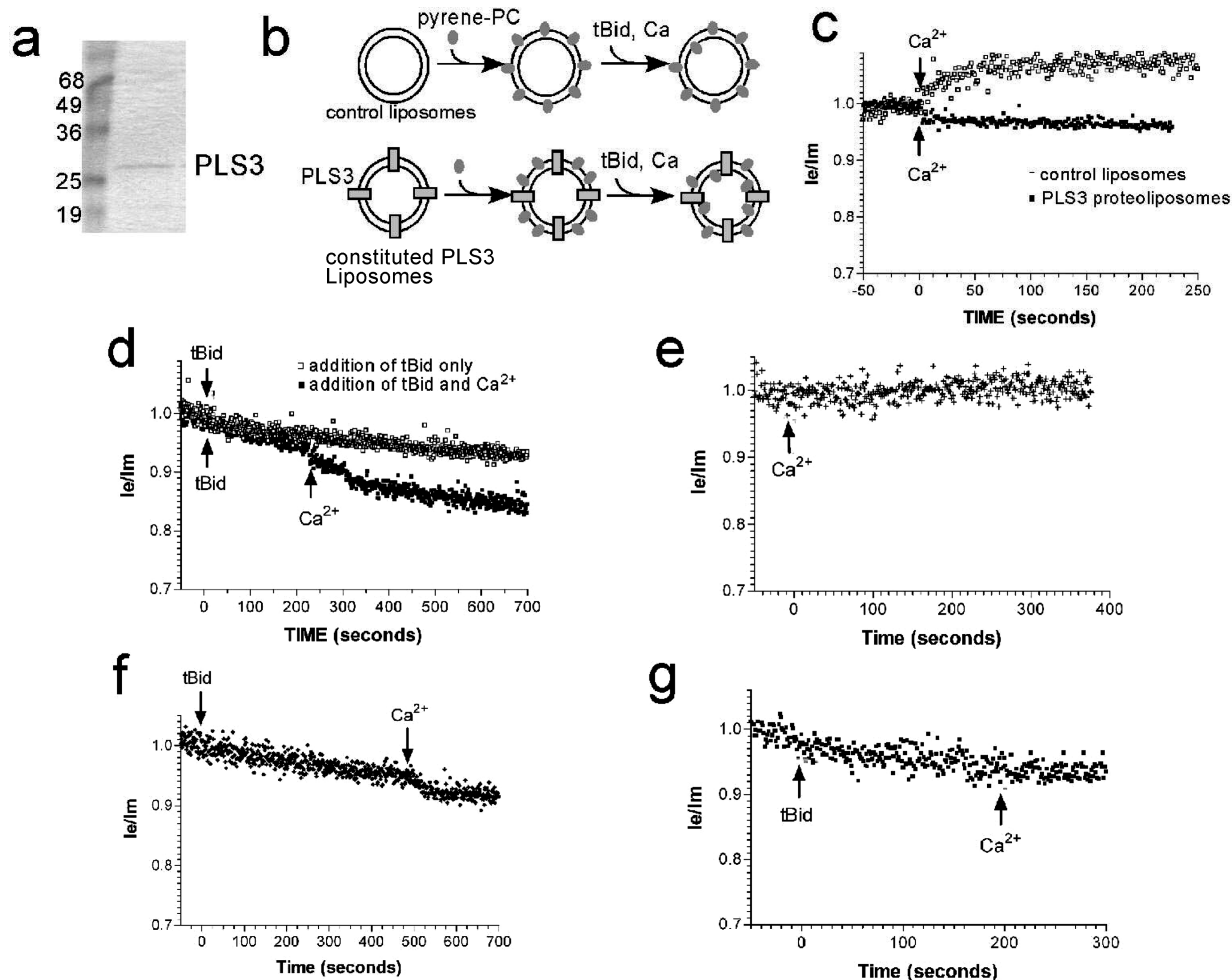 a
68
49
36
25
19
PLS3
b
pyrene-PC
tBid, Ca
control liposomes
PLS3
tBid, Ca
constituted PLS3
Liposomes
c
Ca2+
Ca2+
control liposomes
PLS3 proteoliposomes
Ie/Im
1.0
0.9
0.8
0.7
-50 0 50 100 150 200 250
TIME (seconds)
d
tBid
addition of tBid only
addition of tBid and Ca2+
tBid
Ca2+
Ie/Im
1.0
0.9
0.8
0.7
0 100 200 300 400 500 600 700
TIME (seconds)
e
Ca2+
Ie/Im
1.0
0.9
0.8
0.7
0 100 200 300 400
Time (seconds)
f
tBid
Ca2+
Ie/Im
1.0
0.9
0.8
0.7
0 100 200 300 400 500 600 700
Time (seconds)
g
tBid
Ca2+
Ie/Im
1.0
0.9
0.8
0.7
0 100 200 300
Time (seconds)